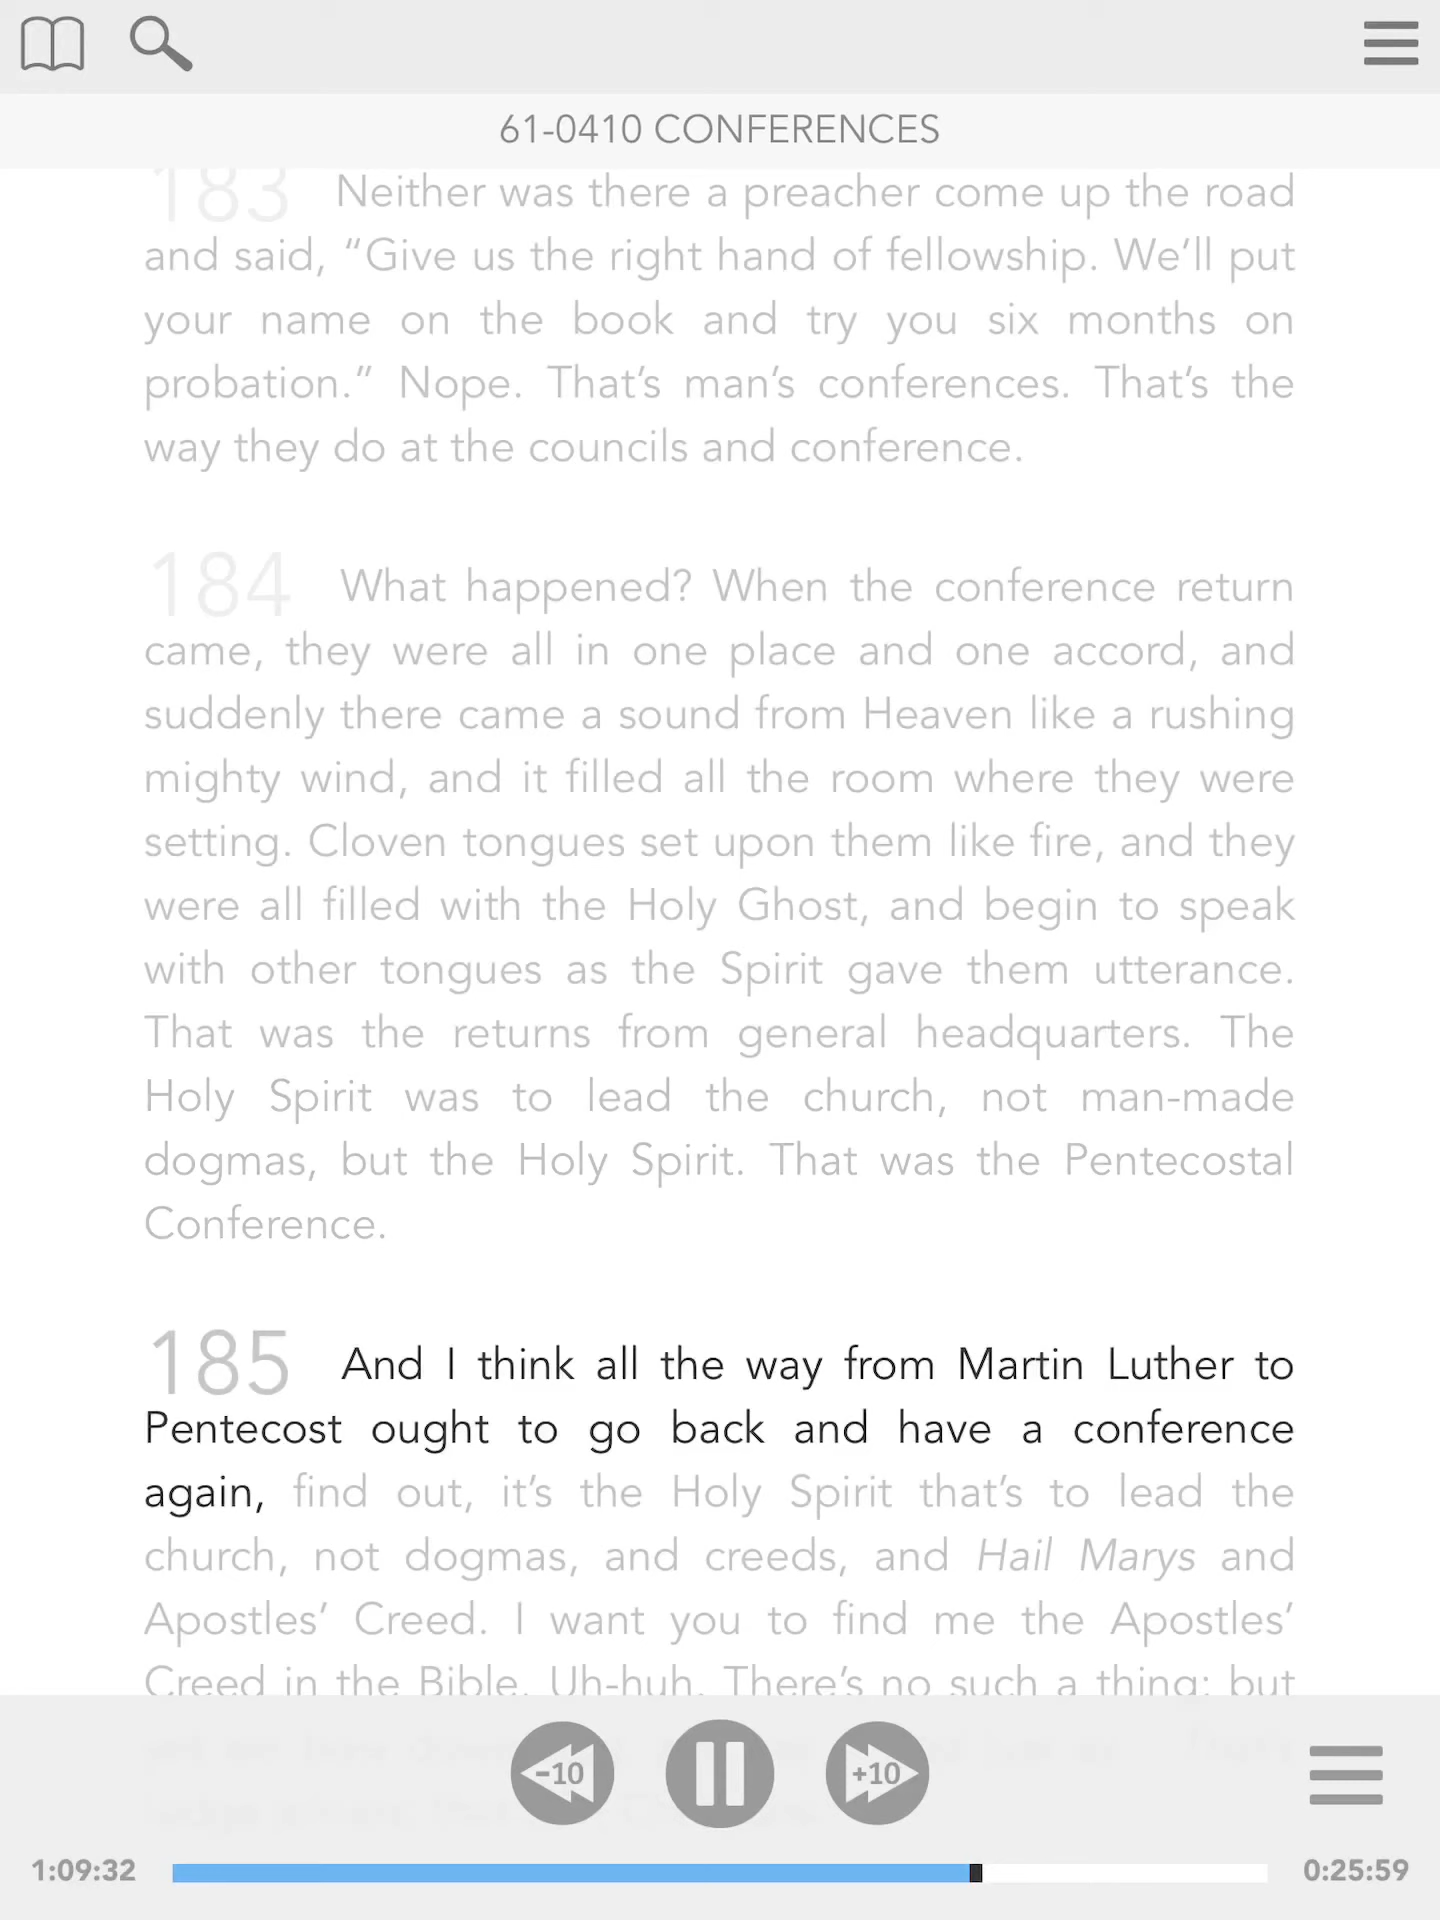 61-0410 CONFERENCES
183 Neither was there a preacher come up the road
and said, “Give us the right hand of fellowship. We’ll put
your name on the book and try you six months on
probation.” Nope. That’s man’s conferences. That’s the
way they do at the councils and conference.
184 What happened? When the conference return
came, they were all in one place and one accord, and
suddenly there came a sound from Heaven like a rushing
mighty wind, and it filled all the room where they were
setting. Cloven tongues set upon them like fire, and they
were all filled with the Holy Ghost, and begin to speak
with other tongues as the Spirit gave them utterance.
That was the returns from general headquarters. The
Holy Spirit was to lead the church, not man-made
dogmas, but the Holy Spirit. That was the Pentecostal
Conference.
185 And I think all the way from Martin Luther to
Pentecost ought to go back and have a conference
again, find out, it’s the Holy Spirit that’s to lead the
church, not dogmas, and creeds, and Hail Marys and
Apostles’ Creed. I want you to find me the Apostles’
Creed in the Bible. Uh-huh. There’s no such a thing; but
-10 +10
1:09:32 0:25:59